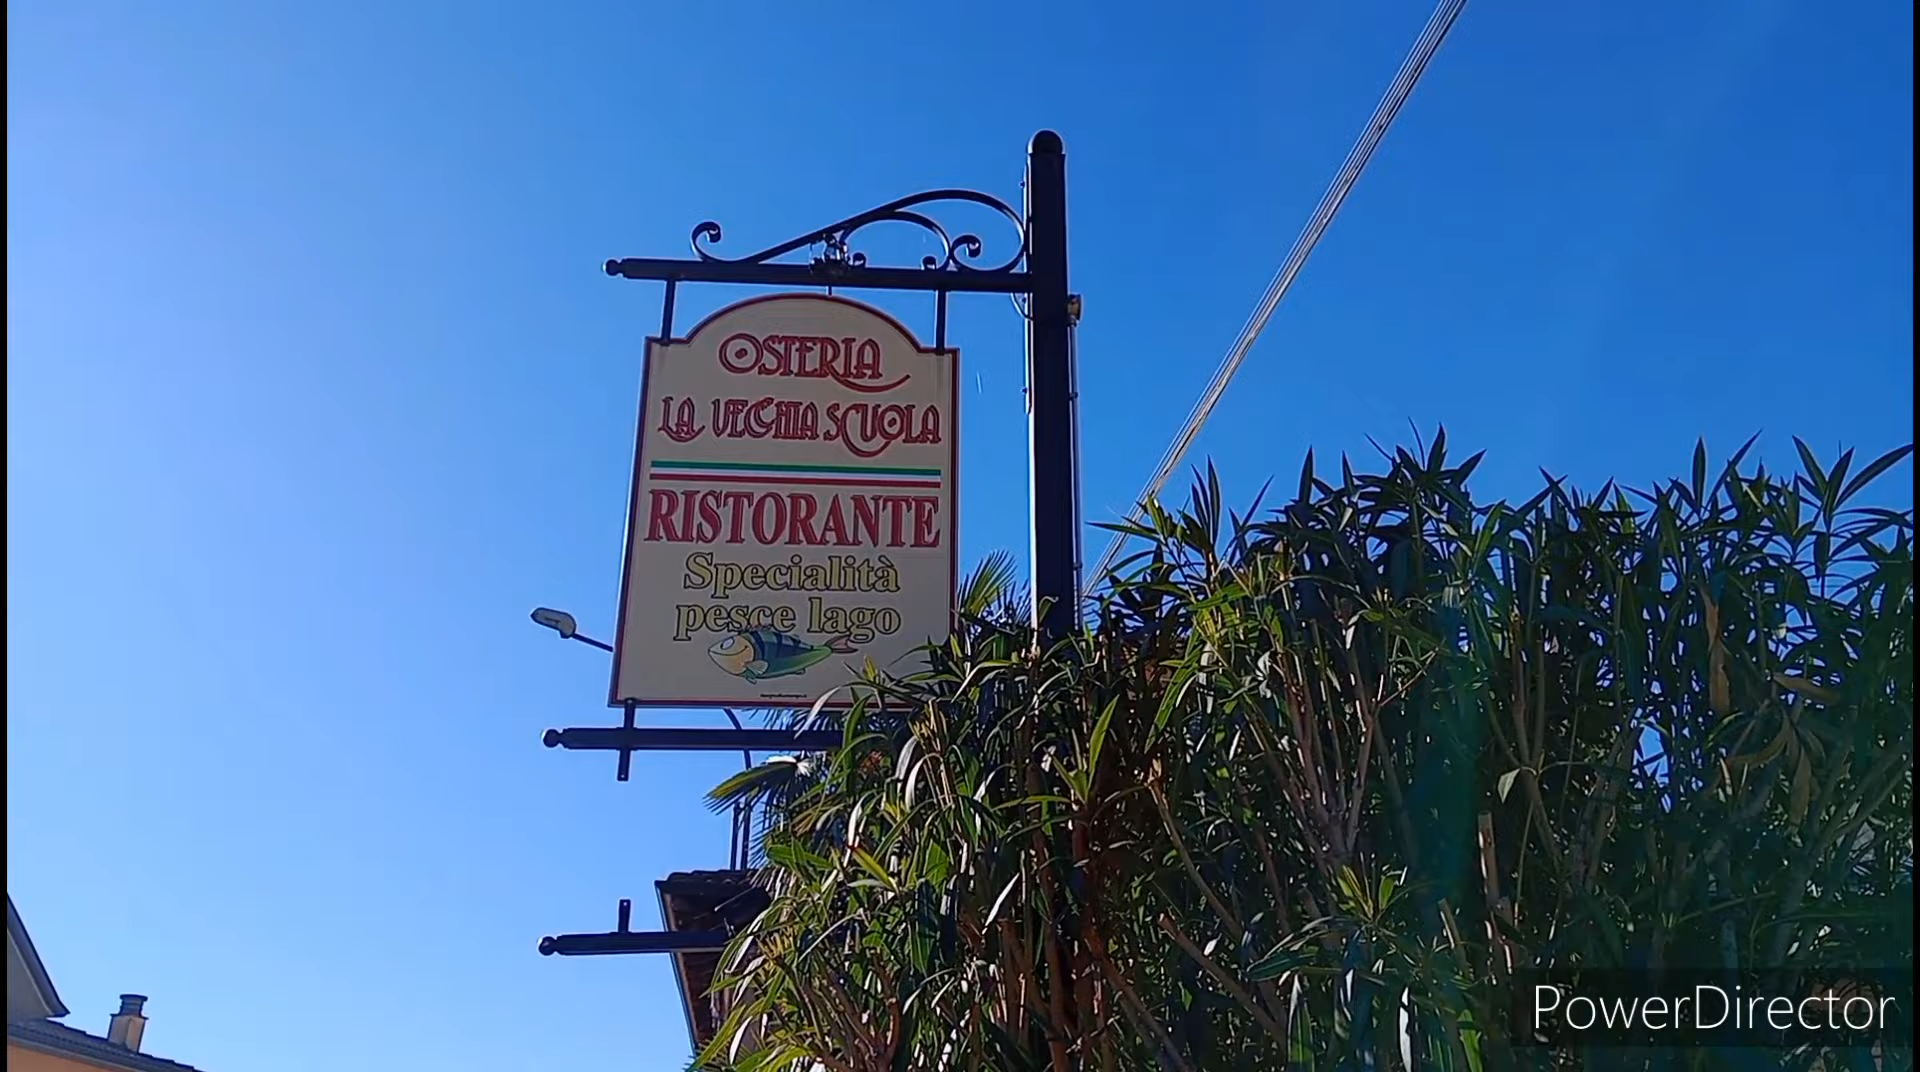 OSTERIA
LA VECCHIA SCUOLA
RISTORANTE
Specialità
pesce lago
PowerDirector